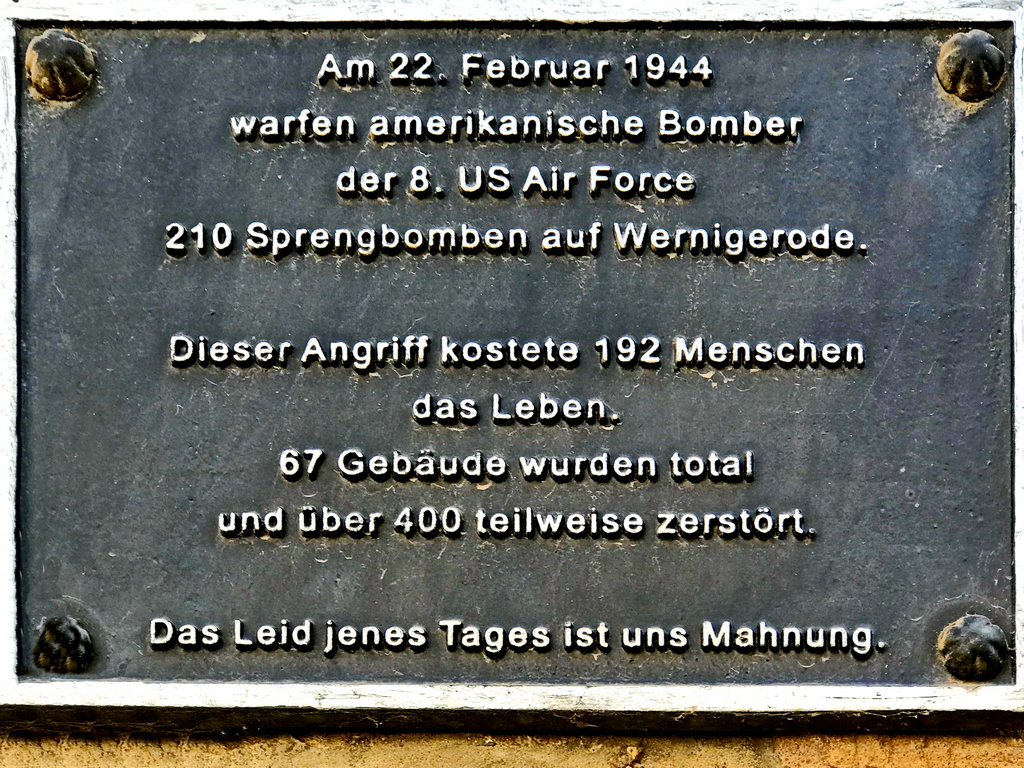 Am 22. Februar 1944
warfen amerikanische Bomber
der 8. US Air Force
210 Sprengbomben auf Wernigerode.
Dieser Angriff kostete 192 Menschen
das Leben.
67 Gebäude wurden total
und über 400 teilweise zerstört.
Das Leid jenes Tages ist uns Mahnung.